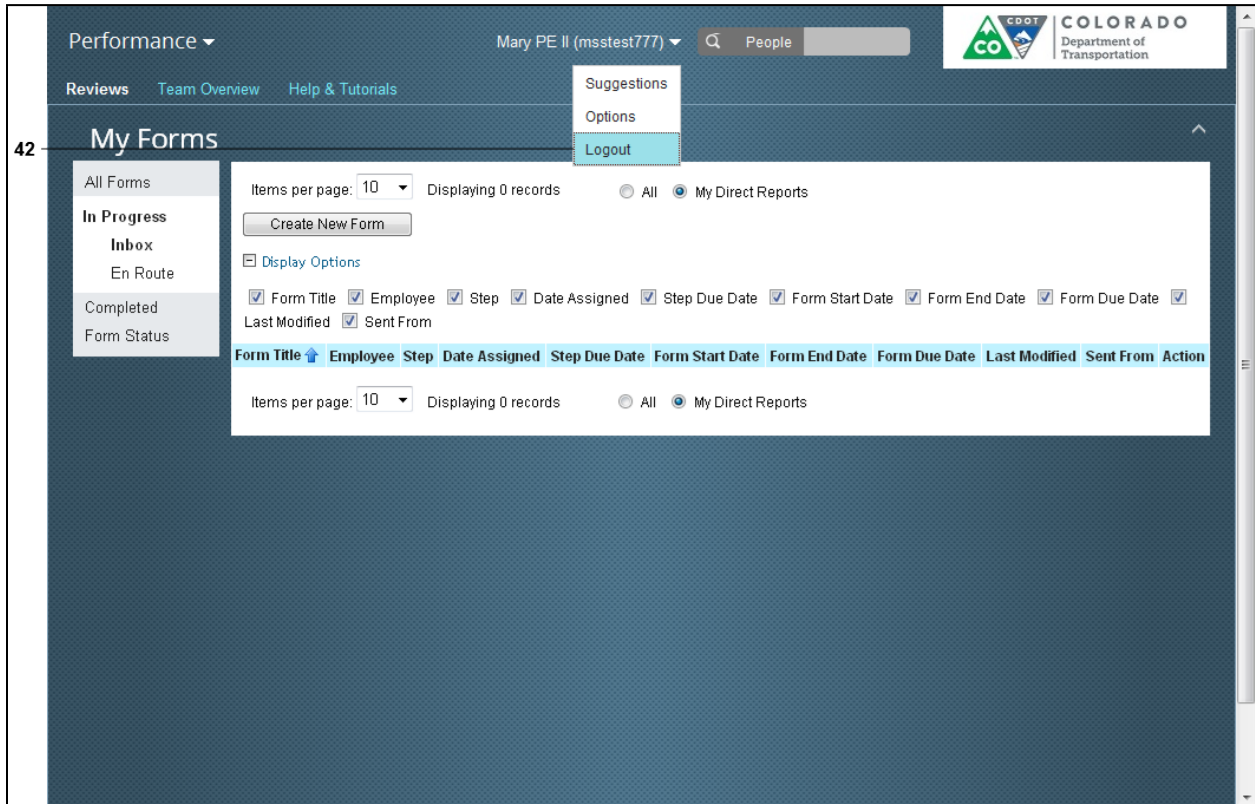 Performance
Mary PE II (msstest777)
People
CDOT
CO
COLORADO
Department of
Transportation
Reviews Team Overview Help & Tutorials
Suggestions
Options
Logout
My Forms
42
All Forms
In Progress
Inbox
En Route
Completed
Form Status
Items per page: 10 Displaying 0 records All My Direct Reports
Create New Form
Display Options
Form Title Employee Step Date Assigned Step Due Date Form Start Date Form End Date Form Due Date
Last Modified Sent From
Form Title Employee Step Date Assigned Step Due Date Form Start Date Form End Date Form Due Date Last Modified Sent From Action
Items per page: 10 Displaying 0 records All My Direct Reports